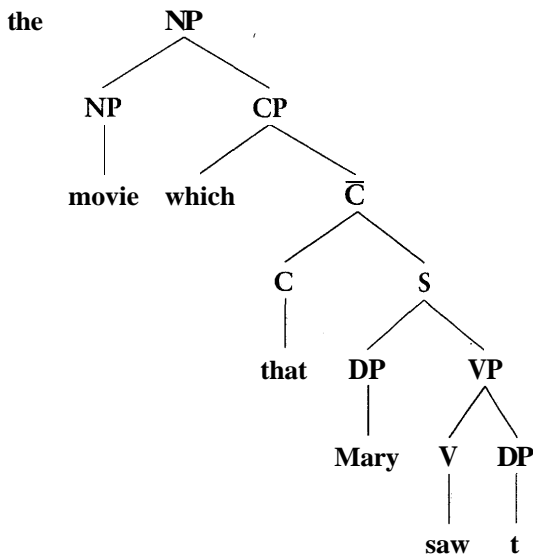 the NP
NP CP
movie which C̅
C S
that DP VP
Mary V DP
saw t